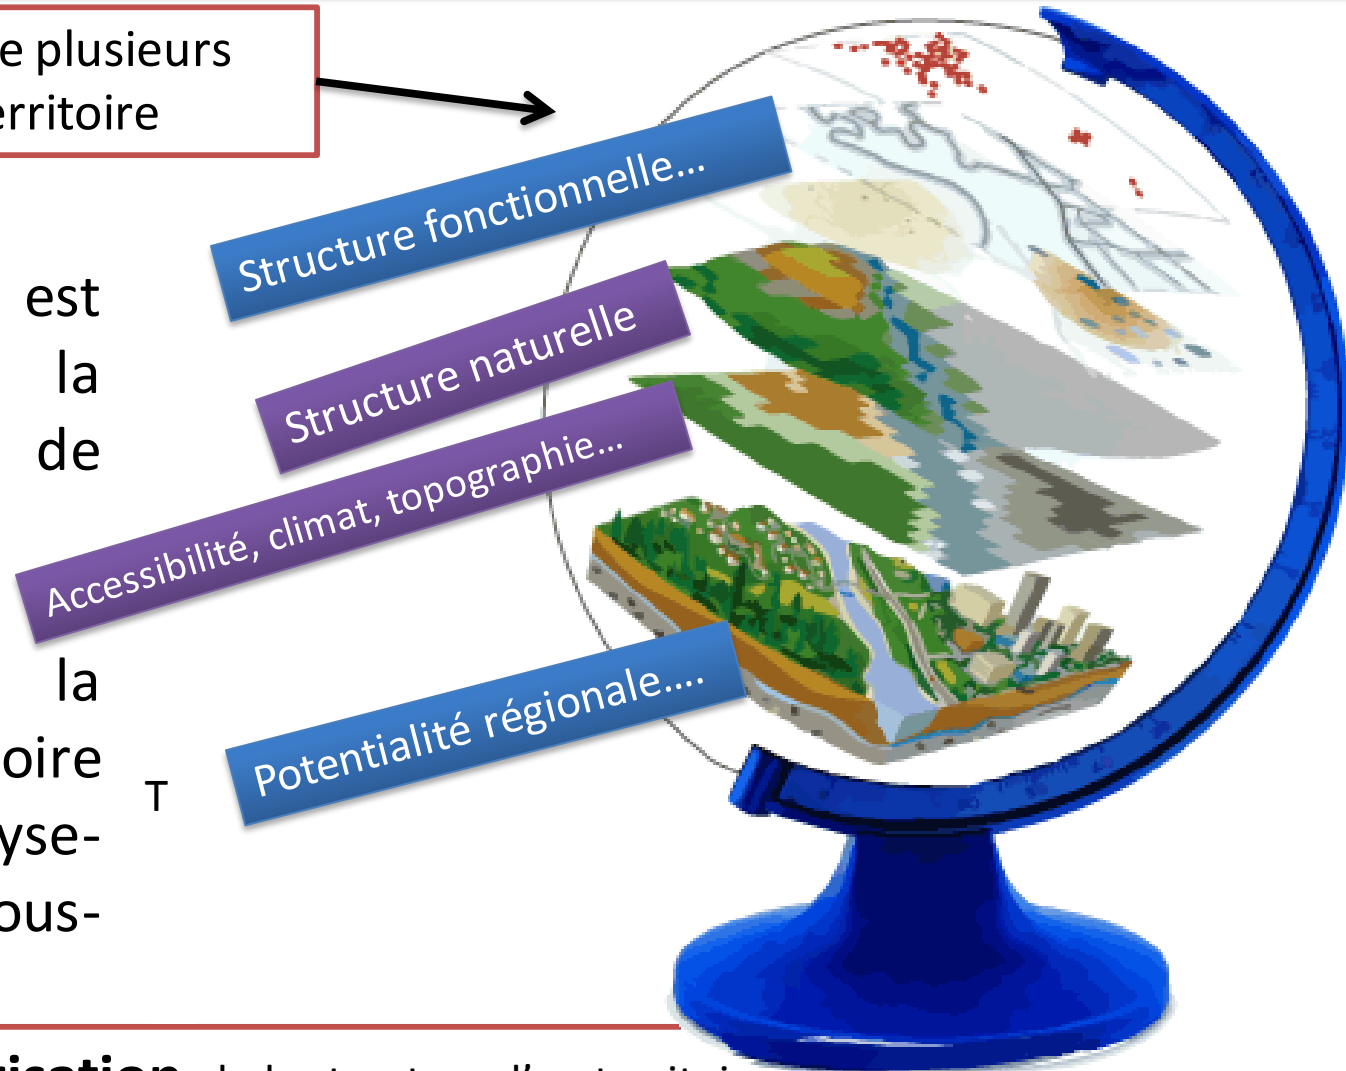 e plusieurs
erritoire
Structure fonctionnelle...
est
Structure naturelle
la
de
Accessibilité, climat, topographie...
la
Potentialité régionale....
oire
T
yse-
ous-